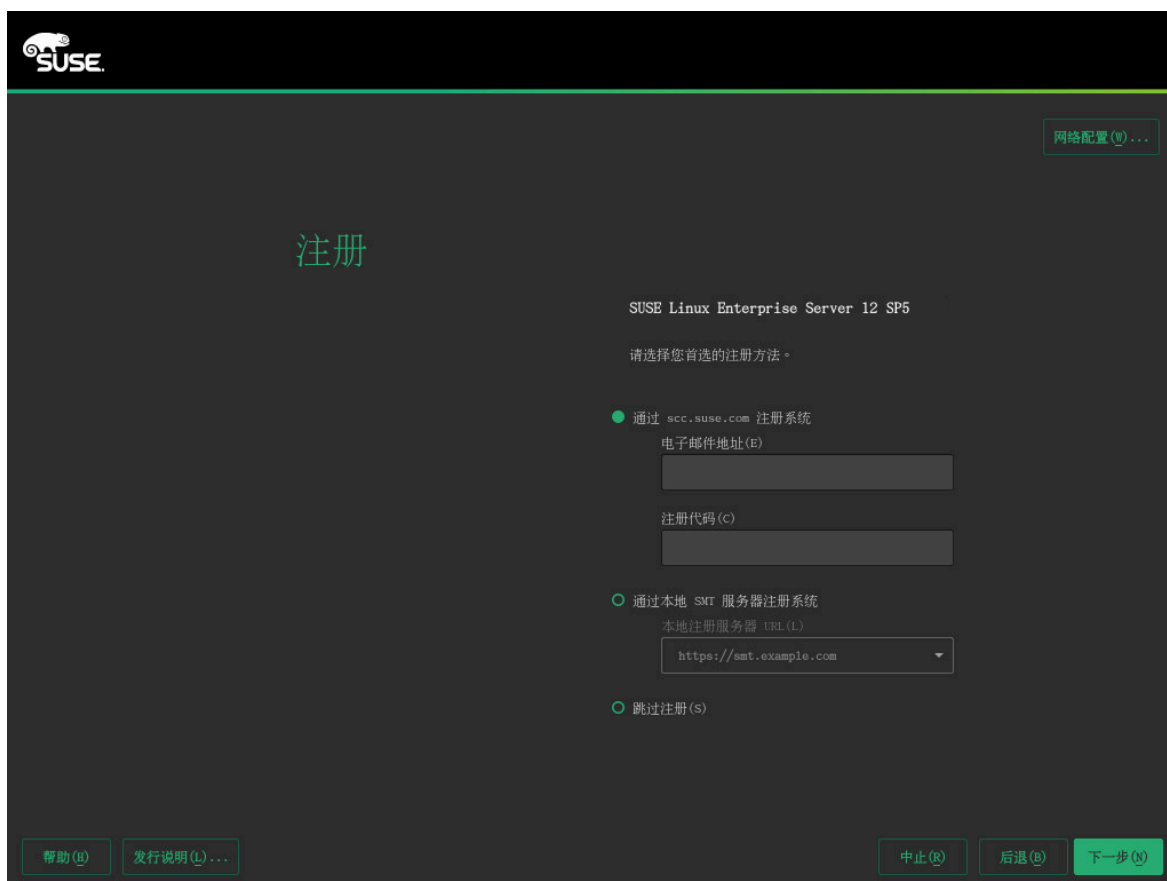 SUSE.
网络配置(W)...
注册
SUSE Linux Enterprise Server 12 SP5
请选择您首选的注册方法。
通过 scc.suse.com 注册系统
电子邮件地址(E)
注册代码(C)
通过本地 SMT 服务器注册系统
本地注册服务器 URL(L)
https://smt.example.com
跳过注册(S)
帮助(H) 发行说明(L)... 中止(R) 后退(B) 下一步(N)